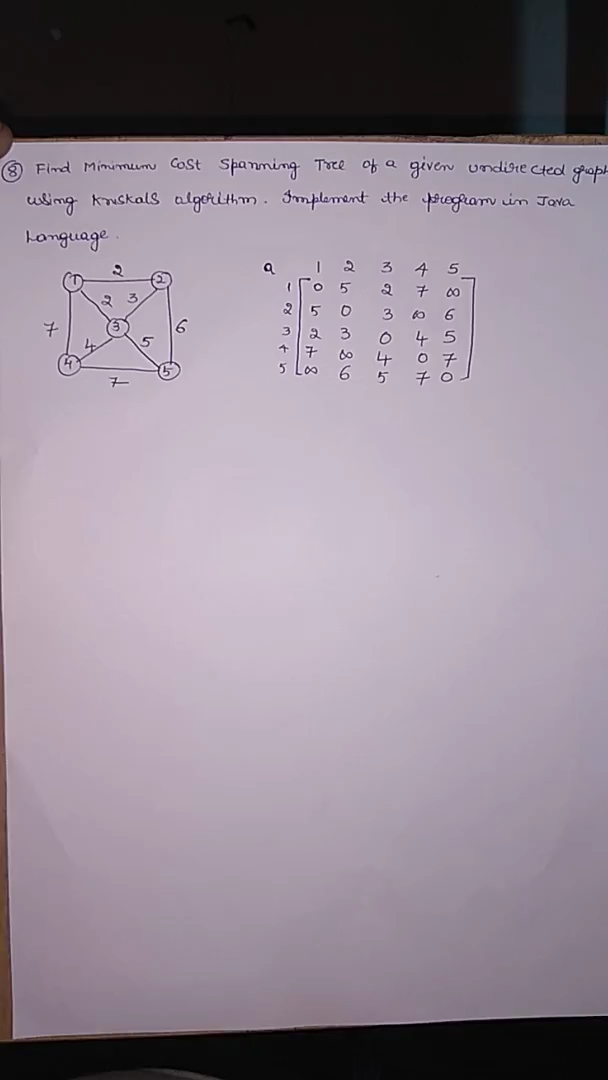 ⑧ Find Minimum Cost Spanning Tree of a given undirected graph
using Kruskals algorithm. Implement the program in Java
Language.
a 1 2 3 4 5
1 0 5 2 7 ∞
2 5 0 3 ∞ 6
3 2 3 0 4 5
4 7 ∞ 4 0 7
5 ∞ 6 5 7 0
2
① ②
2 3
7 ③ 6
4 5
④ ⑤
7